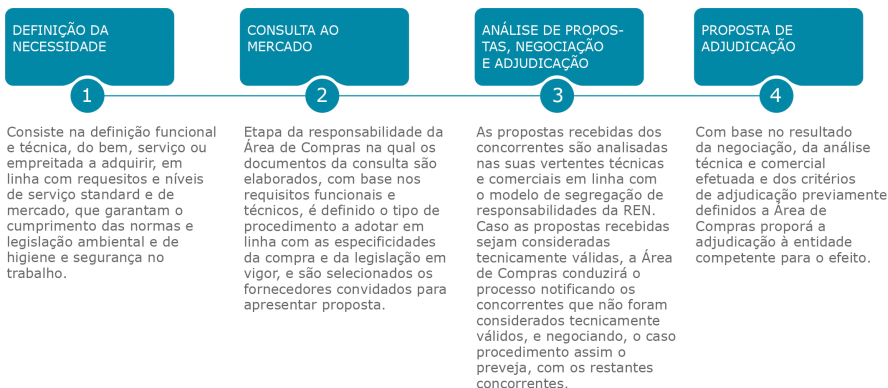 DEFINIÇÃO DA
NECESSIDADE
1
Consiste na definição funcional
e técnica, do bem, serviço ou
empreitada a adquirir, em
linha com requesitos e níveis
de serviço standard e de
mercado, que garantam o
cumprimento das normas e
legislação ambiental e de
higiene e segurança no
trabalho.
CONSULTA AO
MERCADO
2
Etapa da responsabilidade da
Área de Compras na qual os
documentos da consulta são
elaborados, com base nos
requisitos funcionais e
técnicos, é definido o tipo de
procedimento a adotar em
linha com as especificidades
da compra e da legislação em
vigor, e são selecionados os
fornecedores convidados para
apresentar proposta.
ANÁLISE DE PROPOS-
TAS, NEGOCIAÇÃO
E ADJUDICAÇÃO
3
As propostas recebidas dos
concorrentes são analisadas
nas suas vertentes técnicas
e comerciais em linha com
o modelo de segregação de
responsabilidades da REN.
Caso as propostas recebidas
sejam consideradas
tecnicamente válidas, a Área
de Compras conduzirá o
processo notificando os
concorrentes que não foram
considerados tecnicamente
válidos, e negociando, o caso
procedimento assim o
preveja, com os restantes
concorrentes.
PROPOSTA DE
ADJUDICAÇÃO
4
Com base no resultado
da negociação, da análise
técnica e comercial
efetuada e dos critérios
de adjudicação previamente
definidos a Área de
Compras proporá a
adjudicação à entidade
competente para o efeito.